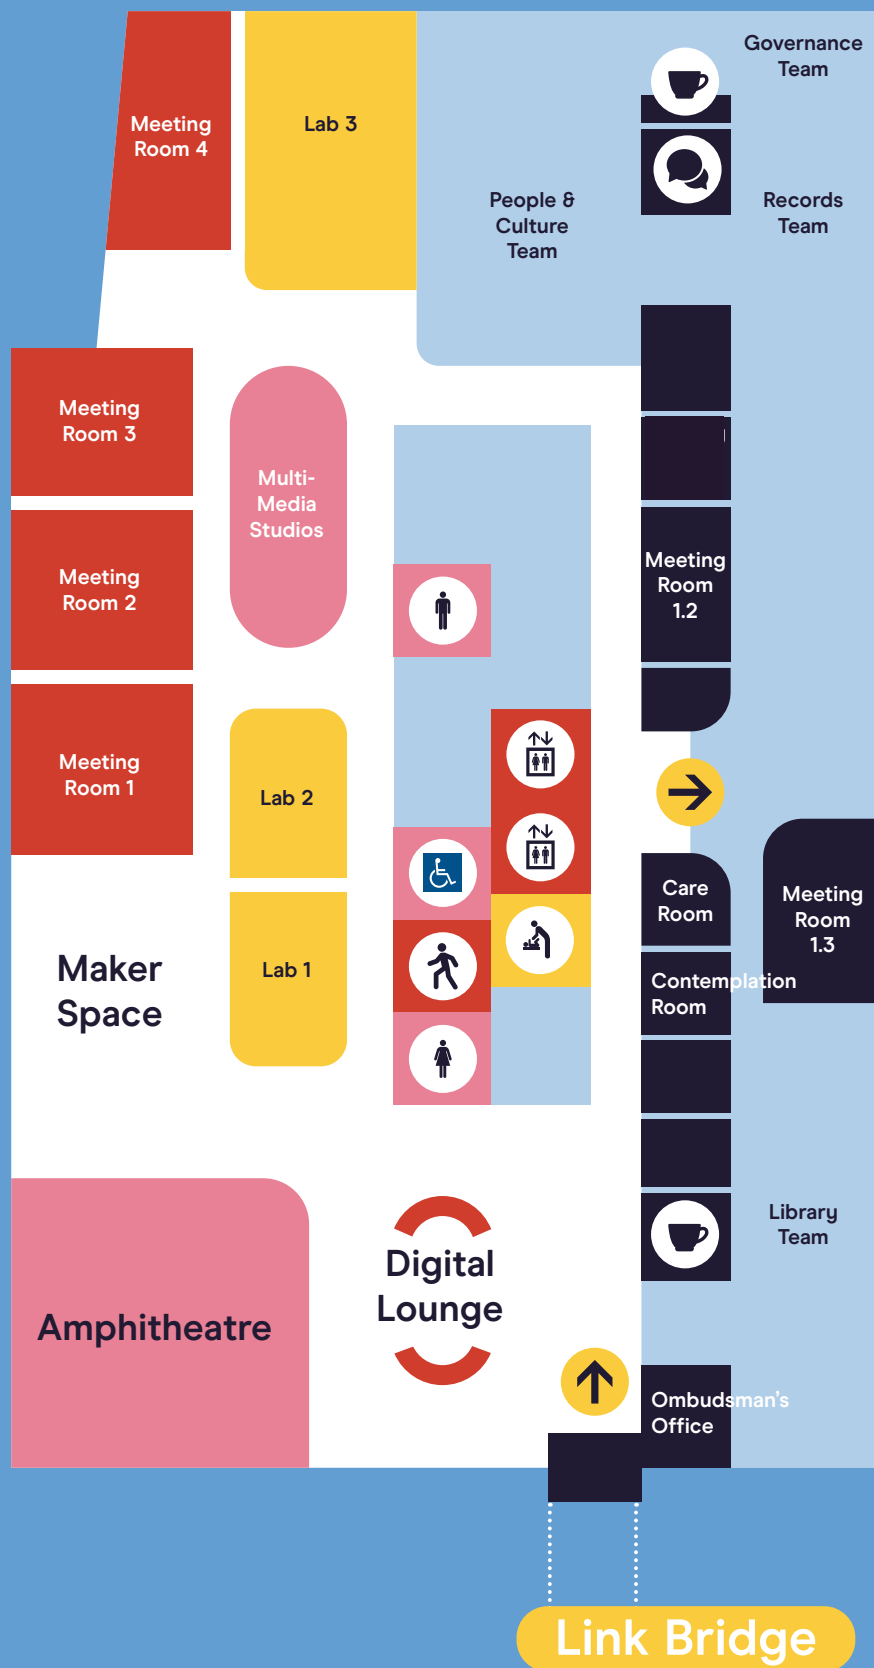 Governance
Team
Meeting
Room 4
Lab 3
People &
Culture
Team
Records
Team
Meeting
Room 3
Multi-
Media
Studios
Meeting
Room 2
Meeting
Room
1.2
Meeting
Room 1
Lab 2
Care
Room
Meeting
Room
1.3
Maker
Space
Lab 1
Contemplation
Room
Library
Team
Digital
Lounge
Amphitheatre
Ombudsman's
Office
Link Bridge